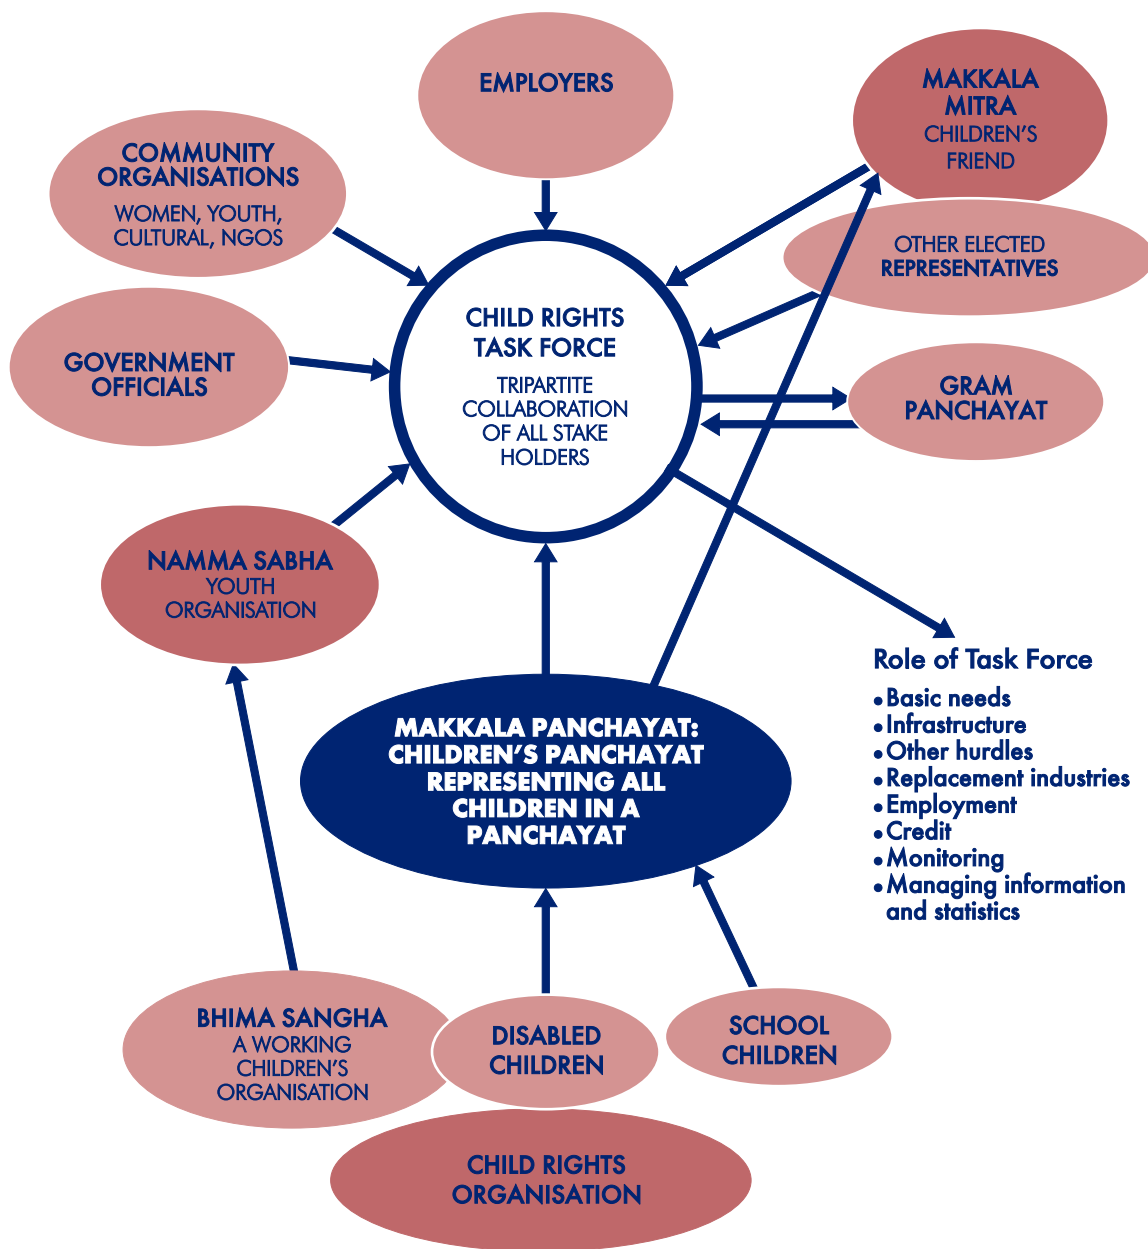 EMPLOYERS
MAKKALA
MITRA
CHILDREN'S
FRIEND
COMMUNITY
ORGANISATIONS
WOMEN, YOUTH,
CULTURAL, NGOS
OTHER ELECTED
REPRESENTATIVES
CHILD RIGHTS
TASK FORCE
TRIPARTITE
COLLABORATION
OF ALL STAKE
HOLDERS
GOVERNMENT
OFFICIALS
GRAM
PANCHAYAT
NAMMA SABHA
YOUTH
ORGANISATION
Role of Task Force
• Basic needs
• Infrastructure
• Other hurdles
• Replacement industries
• Employment
• Credit
• Monitoring
• Managing information
and statistics
MAKKALA PANCHAYAT:
CHILDREN'S PANCHAYAT
REPRESENTING ALL
CHILDREN IN A
PANCHAYAT
BHIMA SANGHA
A WORKING
CHILDREN'S
ORGANISATION
DISABLED
CHILDREN
SCHOOL
CHILDREN
CHILD RIGHTS
ORGANISATION